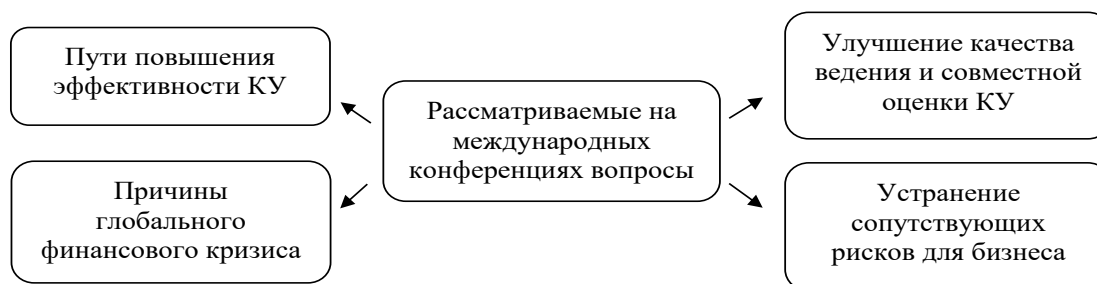 Пути повышения
эффективности КУ
Причины
глобального
финансового кризиса
Рассматриваемые на
международных
конференциях вопросы
Улучшение качества
ведения и совместной
оценки КУ
Устранение
сопутствующих
рисков для бизнеса